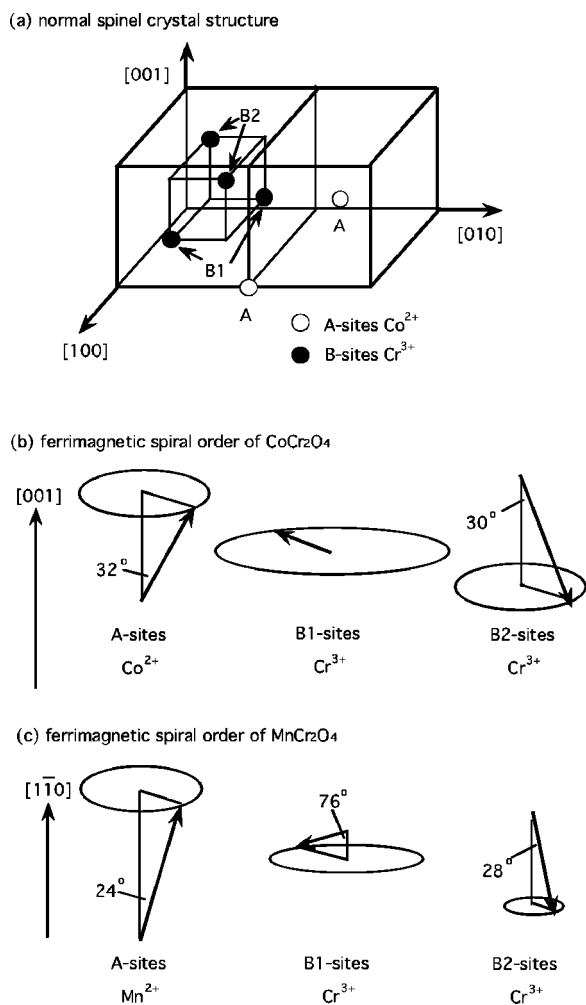 (a) normal spinel crystal structure
[001]
B2
A
[010]
B1
A
[100]
A-sites Co²⁺
B-sites Cr³⁺
(b) ferrimagnetic spiral order of CoCr₂O₄
[001]
32°
30°
A-sites
B1-sites
B2-sites
Co²⁺
Cr³⁺
Cr³⁺
(c) ferrimagnetic spiral order of MnCr₂O₄
[11̅0]
24°
76°
28°
A-sites
B1-sites
B2-sites
Mn²⁺
Cr³⁺
Cr³⁺